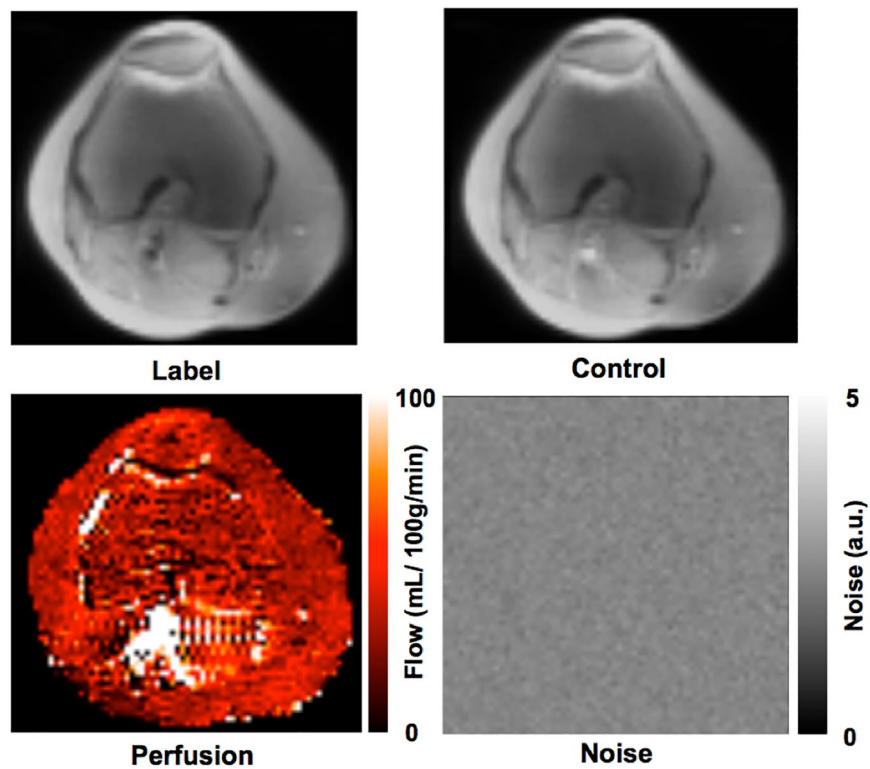 Label
Control
100
Flow (mL/ 100g/min)
0
Perfusion
5
Noise (a.u.)
0
Noise